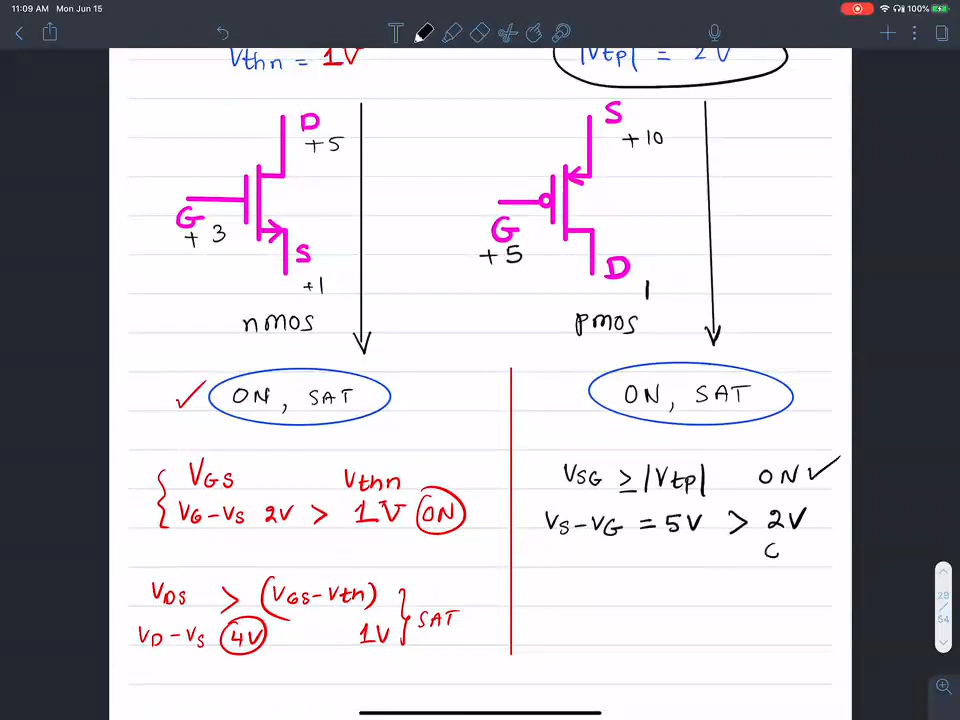 11:09 AM Mon Jun 15
100%
T
Vthn = 1V
|Vtp| = 2V
D
+5
S
+10
G
+3
S
+1
G
+5
D
1
nmos
pmos
ON, SAT
ON, SAT
VGS Vthn
VG-VS 2V > 1V ON
VSG ≥ |Vtp| ON
VS-VG = 5V > 2V
C
VDS > (VGS-Vtn)
VD-VS 4V 1V
SAT
29
/
54